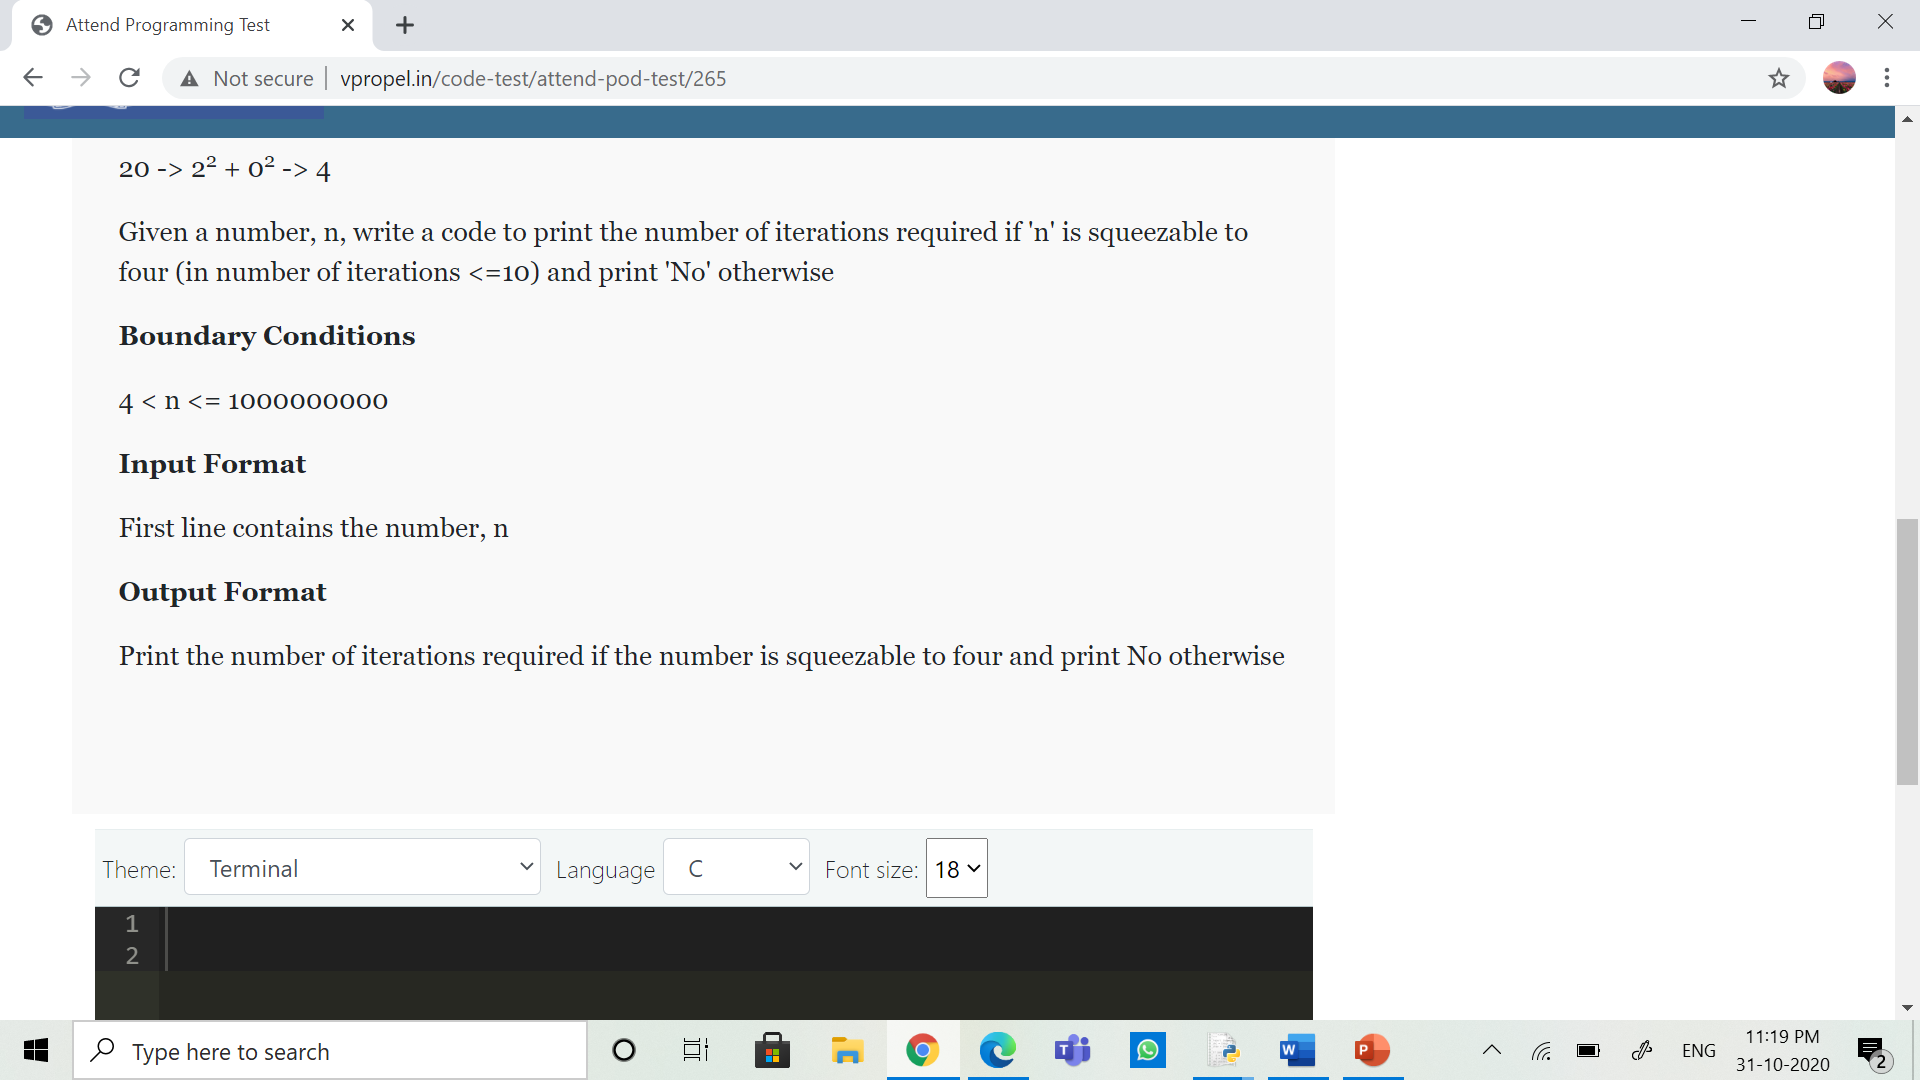 Attend Programming Test
Not secure
vpropel.in/code-test/attend-pod-test/265
20 -> 2² + 0² -> 4
Given a number, n, write a code to print the number of iterations required if 'n' is squeezable to
four (in number of iterations <=10) and print 'No' otherwise
Boundary Conditions
4 < n <= 1000000000
Input Format
First line contains the number, n
Output Format
Print the number of iterations required if the number is squeezable to four and print No otherwise
Theme: Terminal Language C Font size: 18
1
2
Type here to search
ENG
11:19 PM
31-10-2020
2